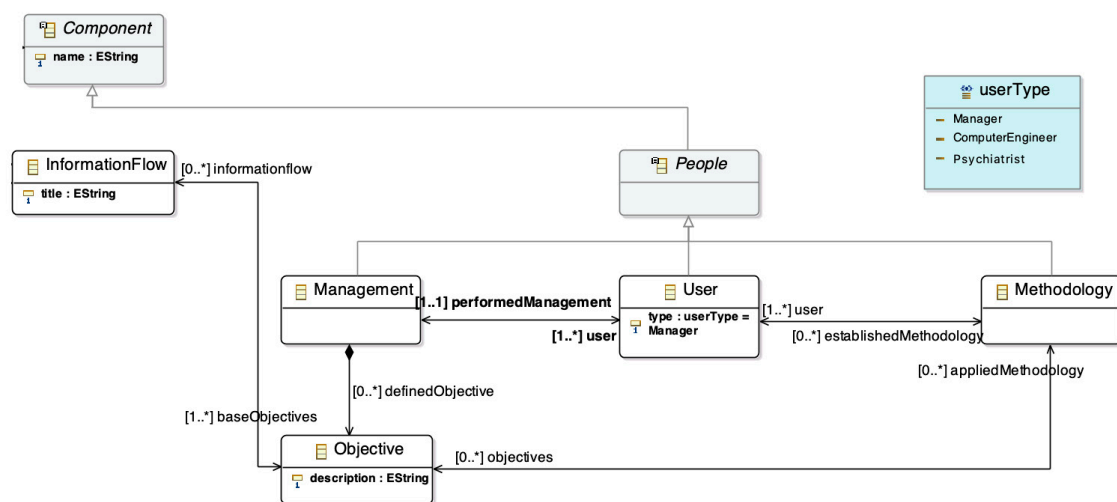 Component
name : EString
userType
Manager
ComputerEngineer
Psychiatrist
InformationFlow
title : EString
[0..*] informationflow
People
Management
[1..1] performedManagement
[1..*] user
User
type : userType =
Manager
[1..*] user
[0..*] establishedMethodology
Methodology
[0..*] appliedMethodology
[0..*] definedObjective
[1..*] baseObjectives
Objective
description : EString
[0..*] objectives